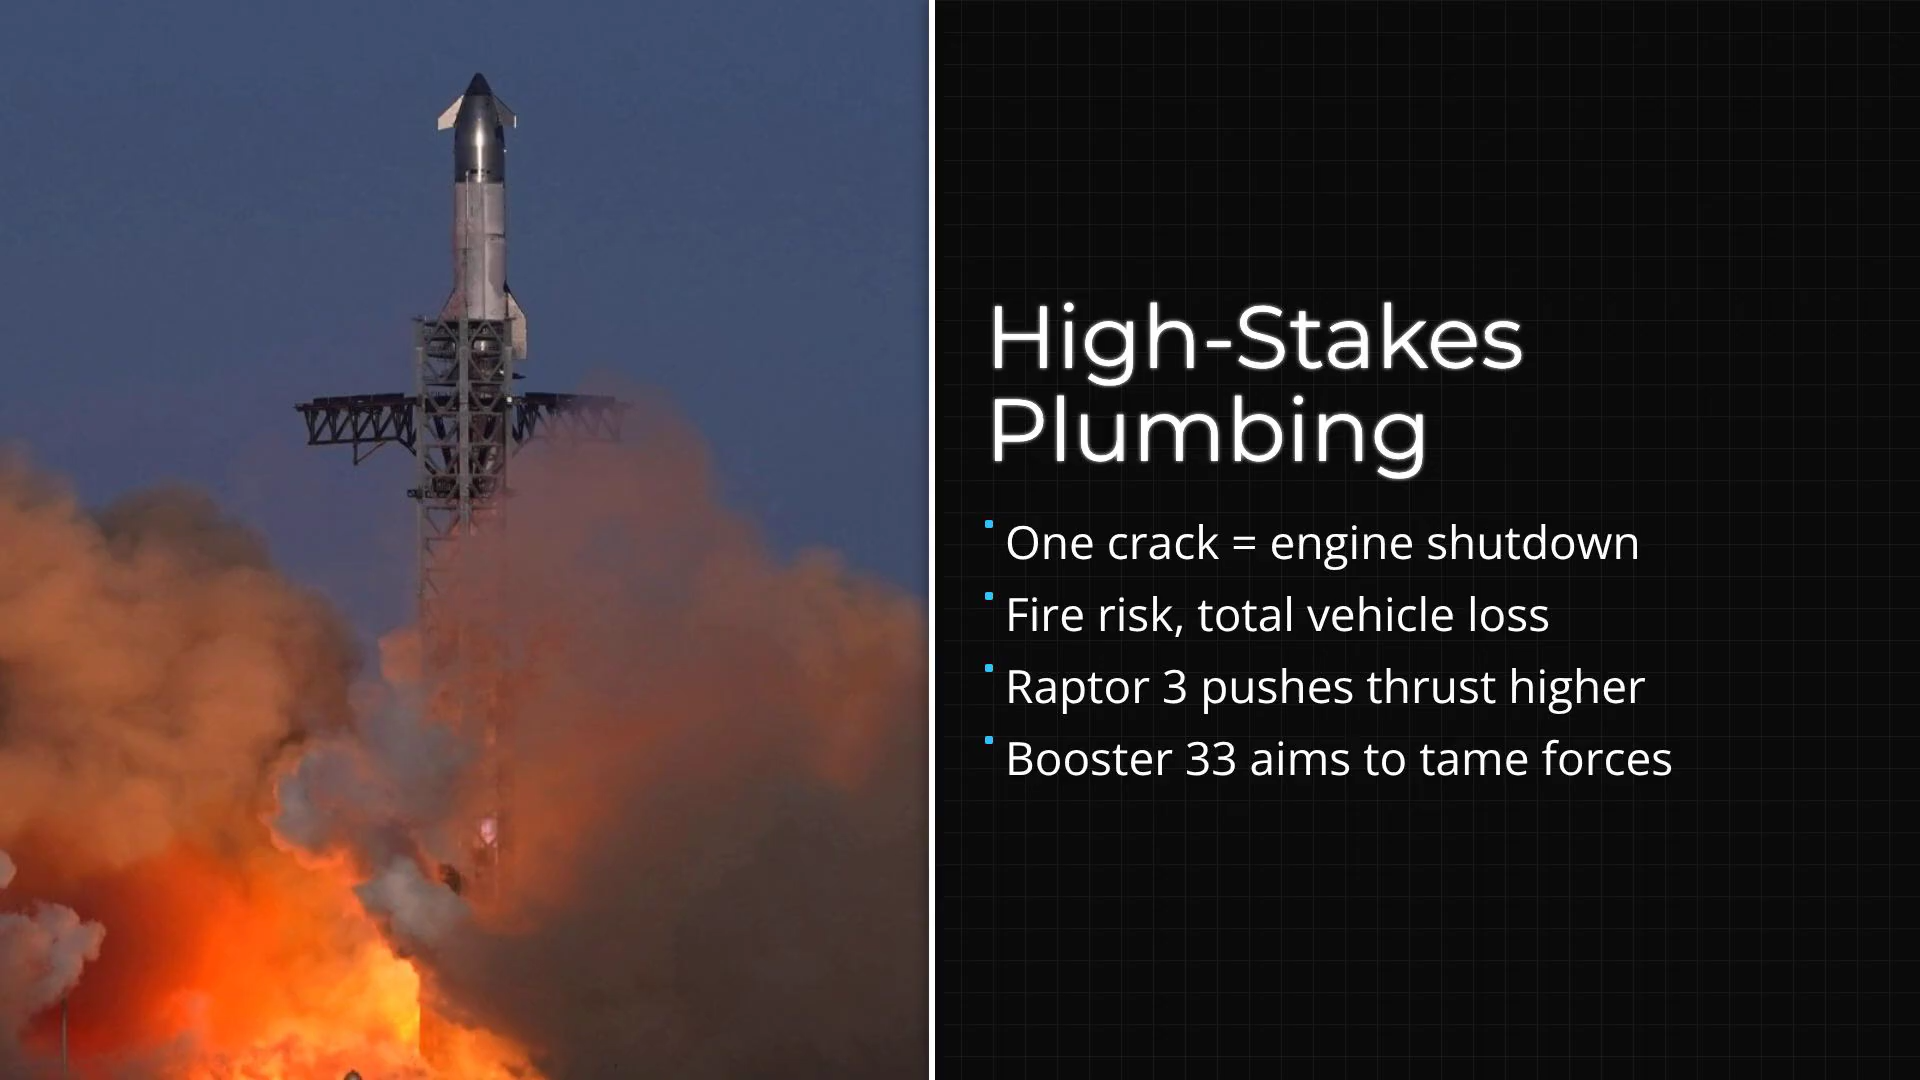 High-Stakes
Plumbing
One crack = engine shutdown
Fire risk, total vehicle loss
Raptor 3 pushes thrust higher
Booster 33 aims to tame forces